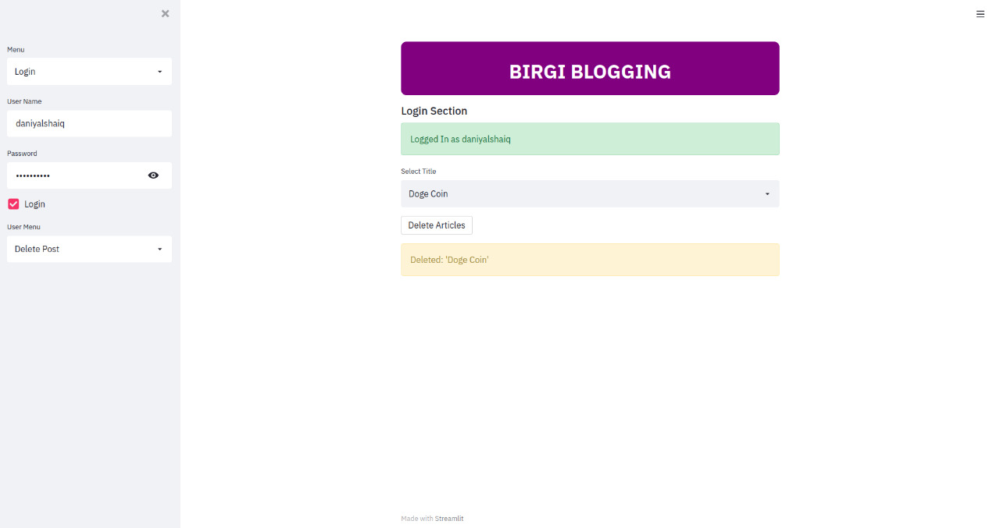 Menu
Login
User Name
daniyalshaiq
Password
••••••••••
Login
User Menu
Delete Post
BIRGI BLOGGING
Login Section
Logged In as daniyalshaiq
Select Title
Doge Coin
Delete Articles
Deleted: 'Doge Coin'
Made with Streamlit